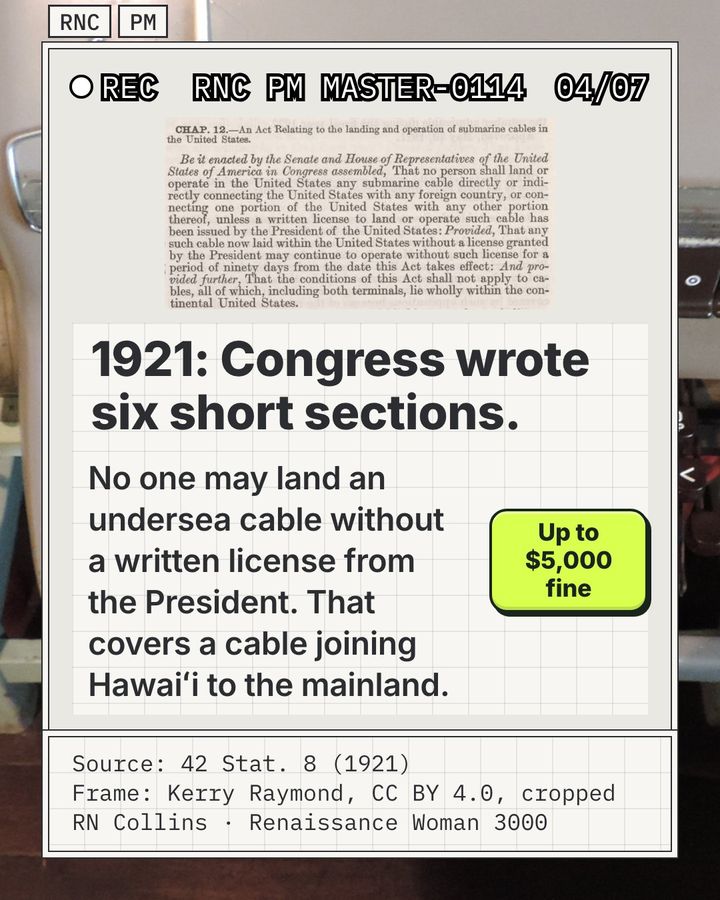 RNC PM
REC RNC PM MASTER-0114 04/07
CHAP. 12.—An Act Relating to the landing and operation of submarine cables in
the United States.
Be it enacted by the Senate and House of Representatives of the United
States of America in Congress assembled, That no person shall land or
operate in the United States any submarine cable directly or indi-
rectly connecting the United States with any foreign country, or con-
necting one portion of the United States with any other portion
thereof, unless a written license to land or operate such cable has
been issued by the President of the United States: Provided, That any
such cable now laid within the United States without a license granted
by the President may continue to operate without such license for a
period of ninety days from the date this Act takes effect: And pro-
vided further, That the conditions of this Act shall not apply to ca-
bles, all of which, including both terminals, lie wholly within the con-
tinental United States.
1921: Congress wrote
six short sections.
No one may land an
undersea cable without
a written license from
the President. That
covers a cable joining
Hawaiʻi to the mainland.
Up to
$5,000
fine
Source: 42 Stat. 8 (1921)
Frame: Kerry Raymond, CC BY 4.0, cropped
RN Collins · Renaissance Woman 3000